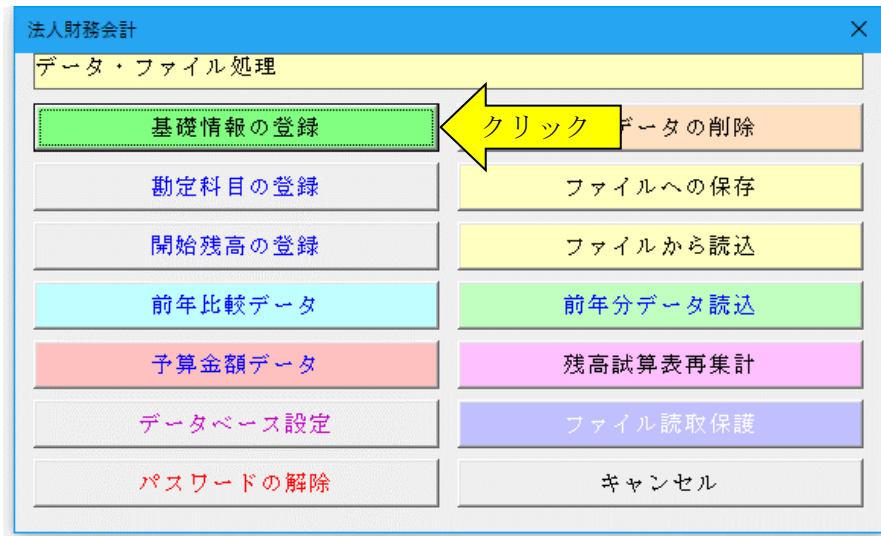 法人財務会計
データ・ファイル処理
基礎情報の登録
クリック
データの削除
勘定科目の登録
ファイルへの保存
開始残高の登録
ファイルから読込
前年比較データ
前年分データ読込
予算金額データ
残高試算表再集計
データベース設定
ファイル読取保護
パスワードの解除
キャンセル